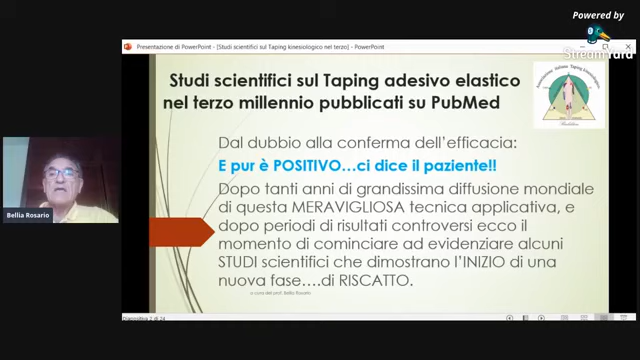 Powered by
StreamYard
Presentazione di PowerPoint - [Studi scientifici sul Taping kinesiologico nel terzo] - PowerPoint
Studi scientifici sul Taping adesivo elastico
nel terzo millennio pubblicati su PubMed
Dal dubbio alla conferma dell'efficacia:
E pur è POSITIVO...ci dice il paziente!!
Dopo tanti anni di grandissima diffusione mondiale
di questa MERAVIGLIOSA tecnica applicativa, e
dopo periodi di risultati controversi ecco il
momento di cominciare ad evidenziare alcuni
STUDI scientifici che dimostrano l'INIZIO di una
nuova fase....di RISCATTO.
a cura del prof. Bellia Rosario
Bellia Rosario
Diapositiva 2 di 24